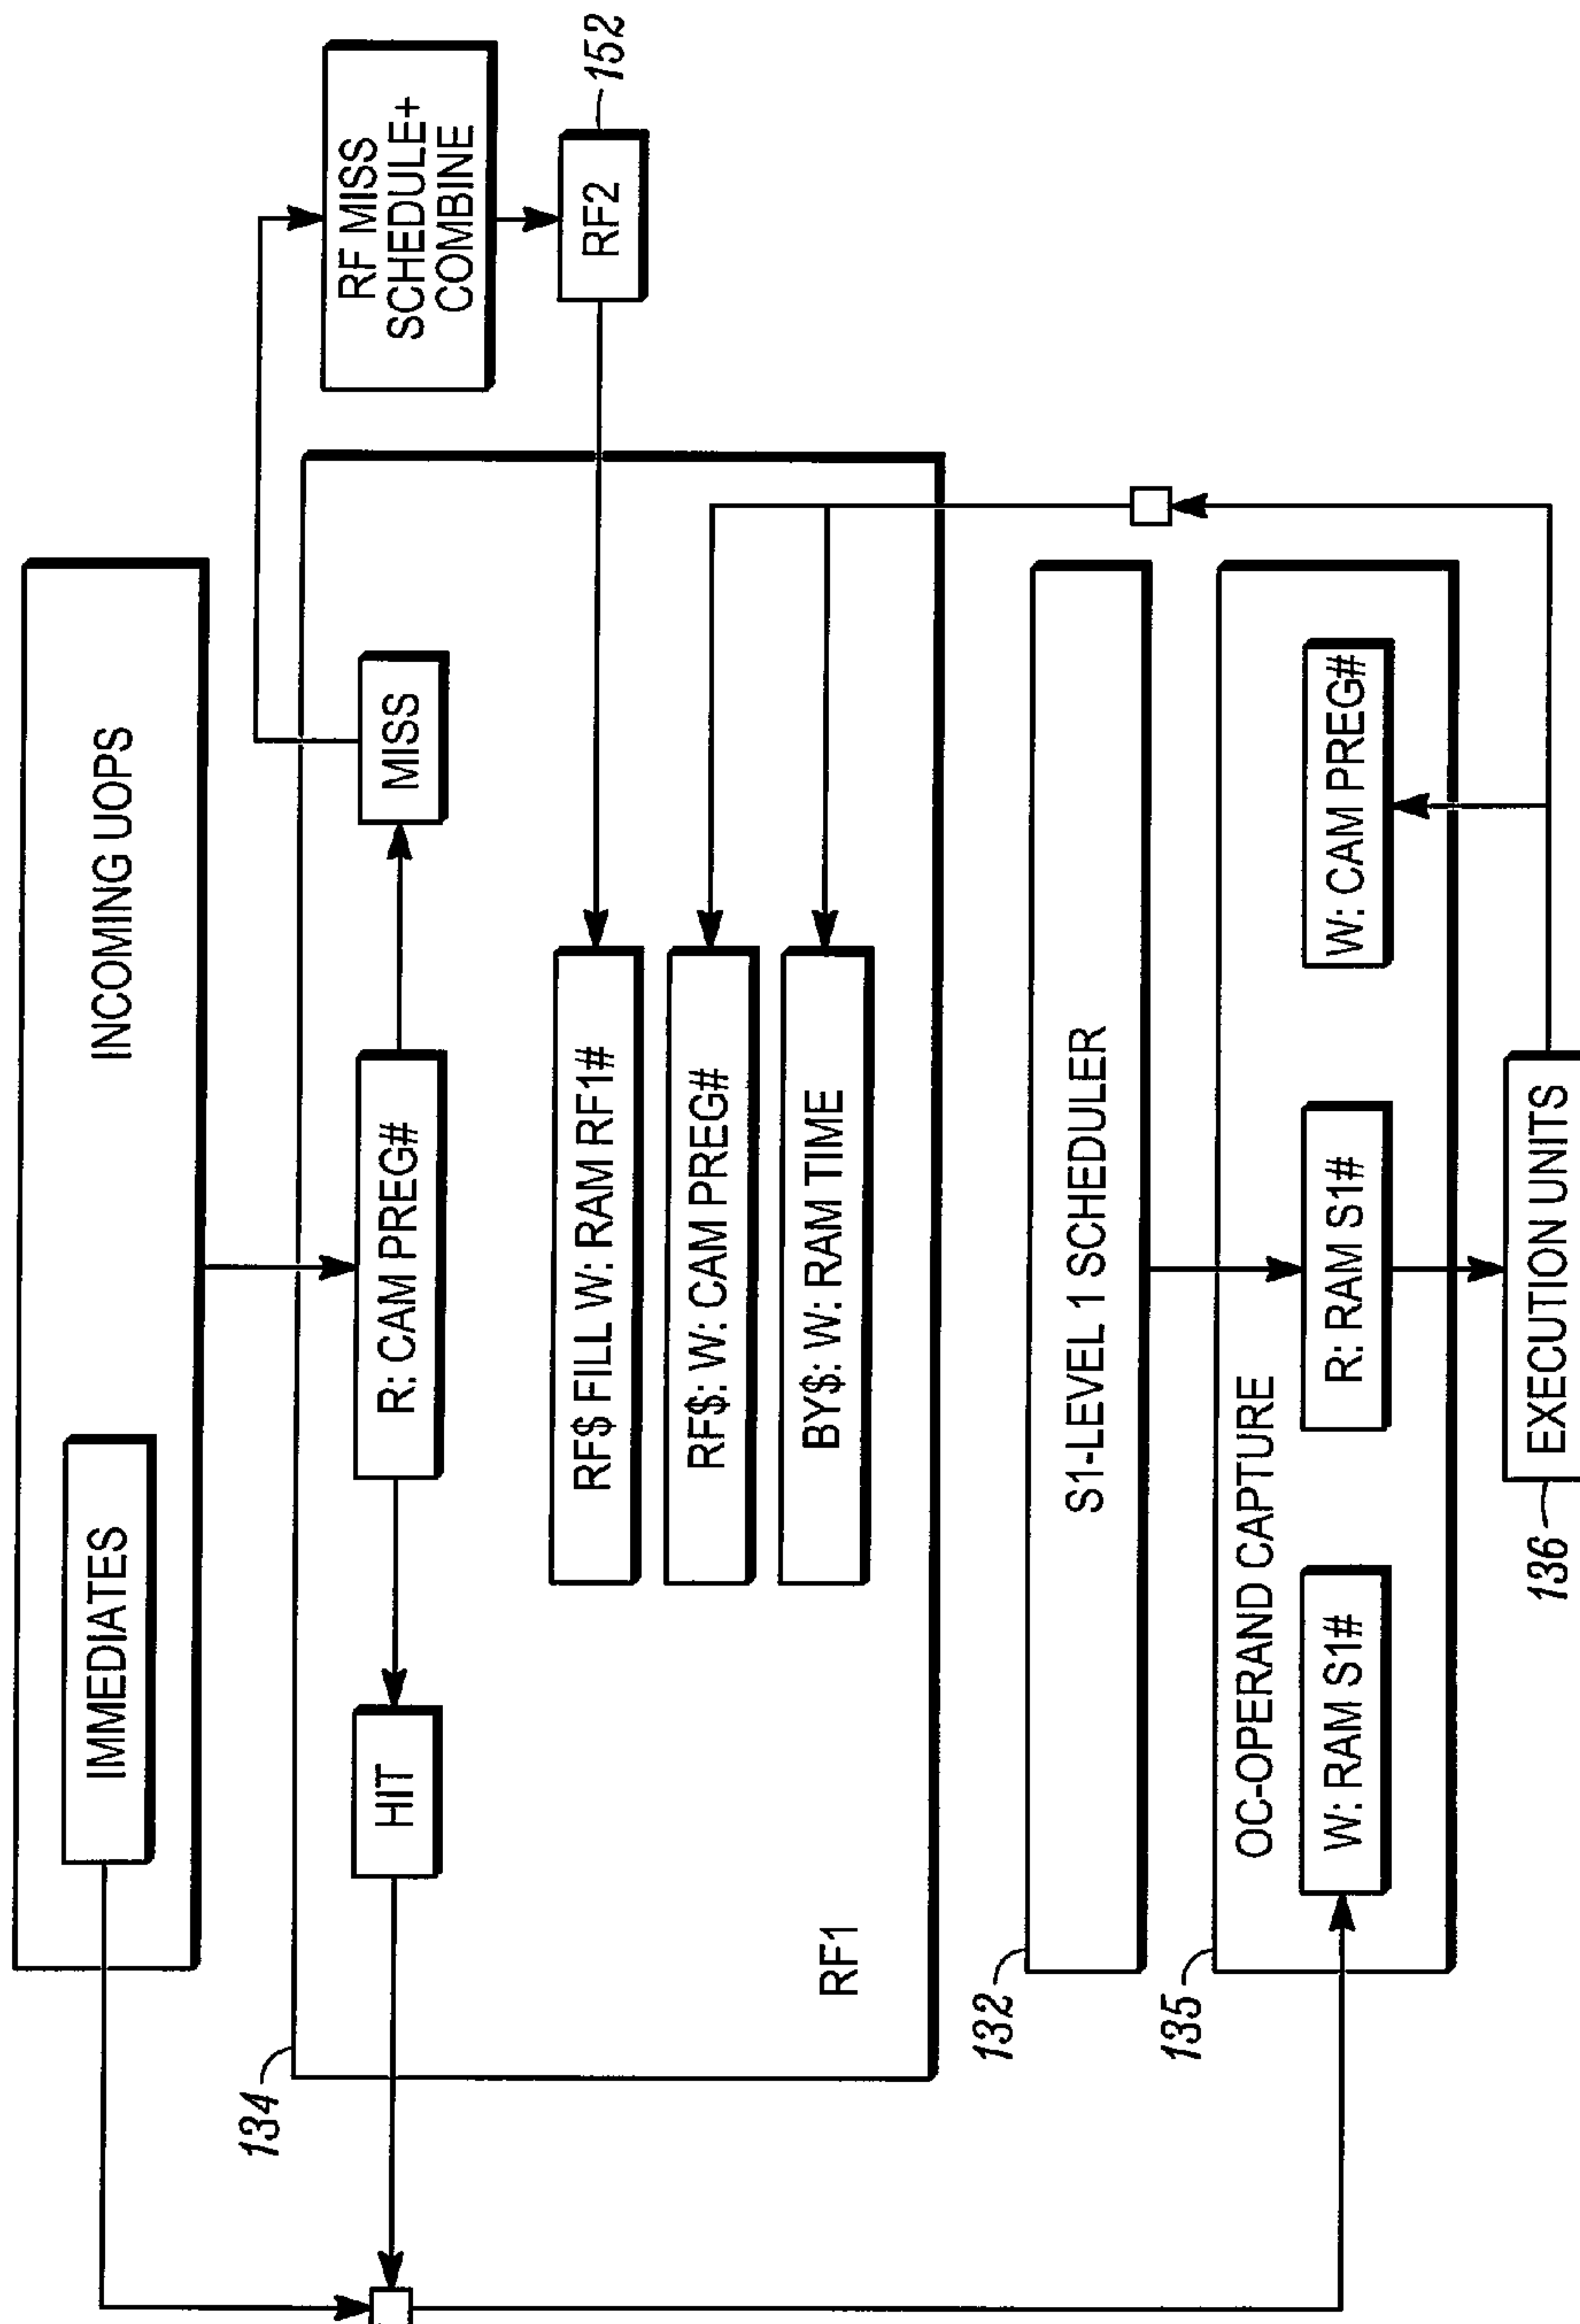 INCOMING UOPS
IMMEDIATES
134
HIT
R: CAM PREG#
MISS
RF MISS
SCHEDULE+
COMBINE
RF2
152
RF$ FILL W: RAM RF1#
RF$: W: CAM PREG#
BY$: W: RAM TIME
RF1
132
S1-LEVEL 1 SCHEDULER
135
OC-OPERAND CAPTURE
W: RAM S1#
R: RAM S1#
W: CAM PREG#
136
EXECUTION UNITS